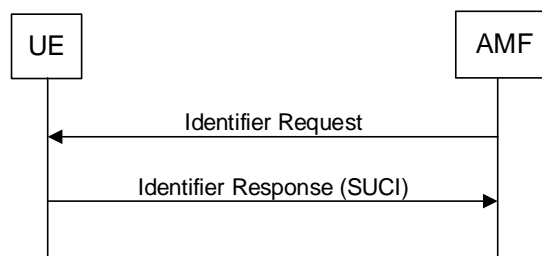 UE
AMF
Identifier Request
Identifier Response (SUCI)